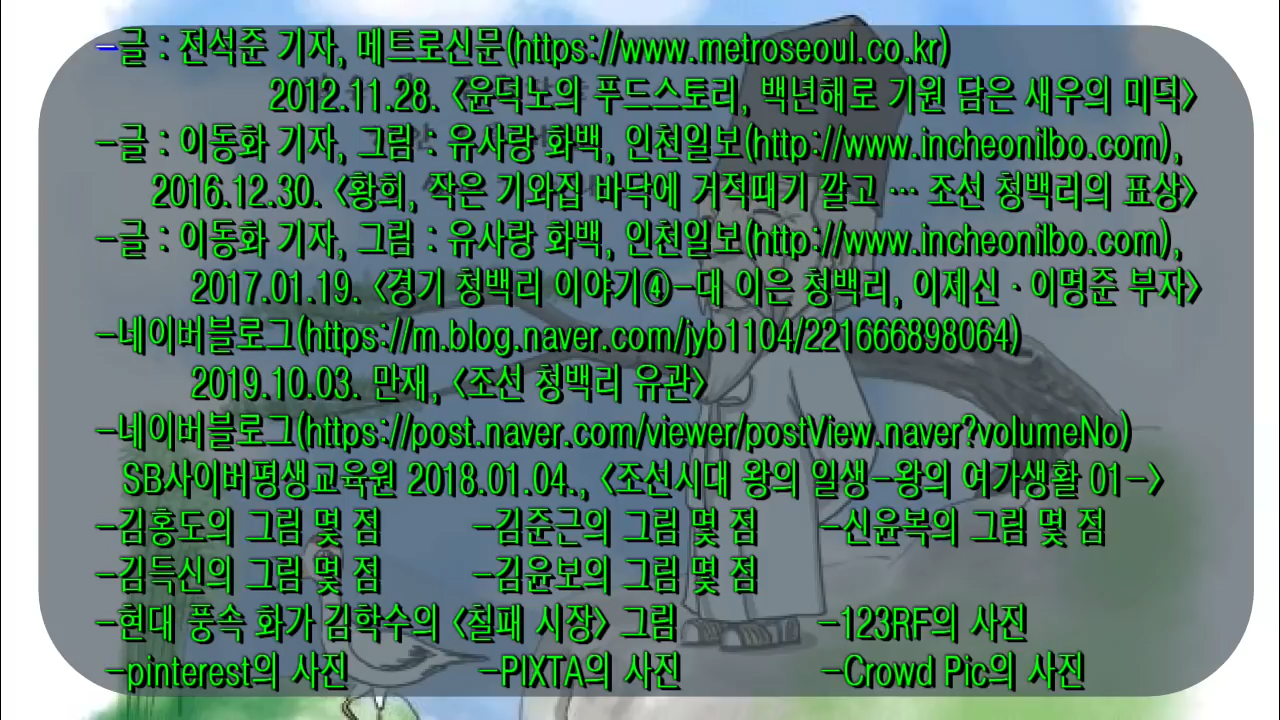 -글 : 전석준 기자, 메트로신문(https://www.metroseoul.co.kr)
2012.11.28. <윤덕노의 푸드스토리, 백년해로 기원 담은 새우의 미덕>
-글 : 이동화 기자, 그림 : 유사랑 화백, 인천일보(http://www.incheonilbo.com),
2016.12.30. <황희, 작은 기와집 바닥에 거적때기 깔고 … 조선 청백리의 표상>
-글 : 이동화 기자, 그림 : 유사랑 화백, 인천일보(http://www.incheonilbo.com),
2017.01.19. <경기 청백리 이야기④-대 이은 청백리, 이제신 · 이명준 부자>
-네이버블로그(https://m.blog.naver.com/jyb1104/221666898064)
2019.10.03. 만재, <조선 청백리 유관>
-네이버블로그(https://post.naver.com/viewer/postView.naver?volumeNo)
SB사이버평생교육원 2018.01.04., <조선시대 왕의 일생-왕의 여가생활 01->
-김홍도의 그림 몇 점 -김준근의 그림 몇 점 -신윤복의 그림 몇 점
-김득신의 그림 몇 점 -김윤보의 그림 몇 점
-현대 풍속 화가 김학수의 <칠패 시장> 그림 -123RF의 사진
-pinterest의 사진 -PIXTA의 사진 -Crowd Pic의 사진